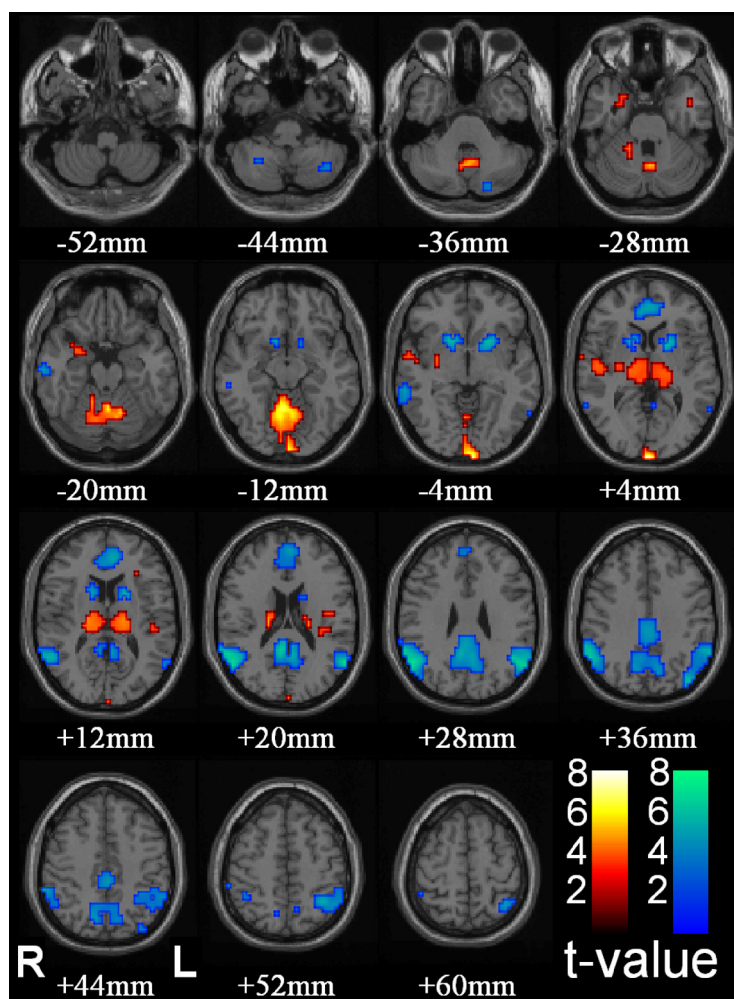 -52mm -44mm -36mm -28mm
-20mm -12mm -4mm +4mm
+12mm +20mm +28mm +36mm
8 8
6 6
4 4
2 2
R L t-value
+44mm +52mm +60mm